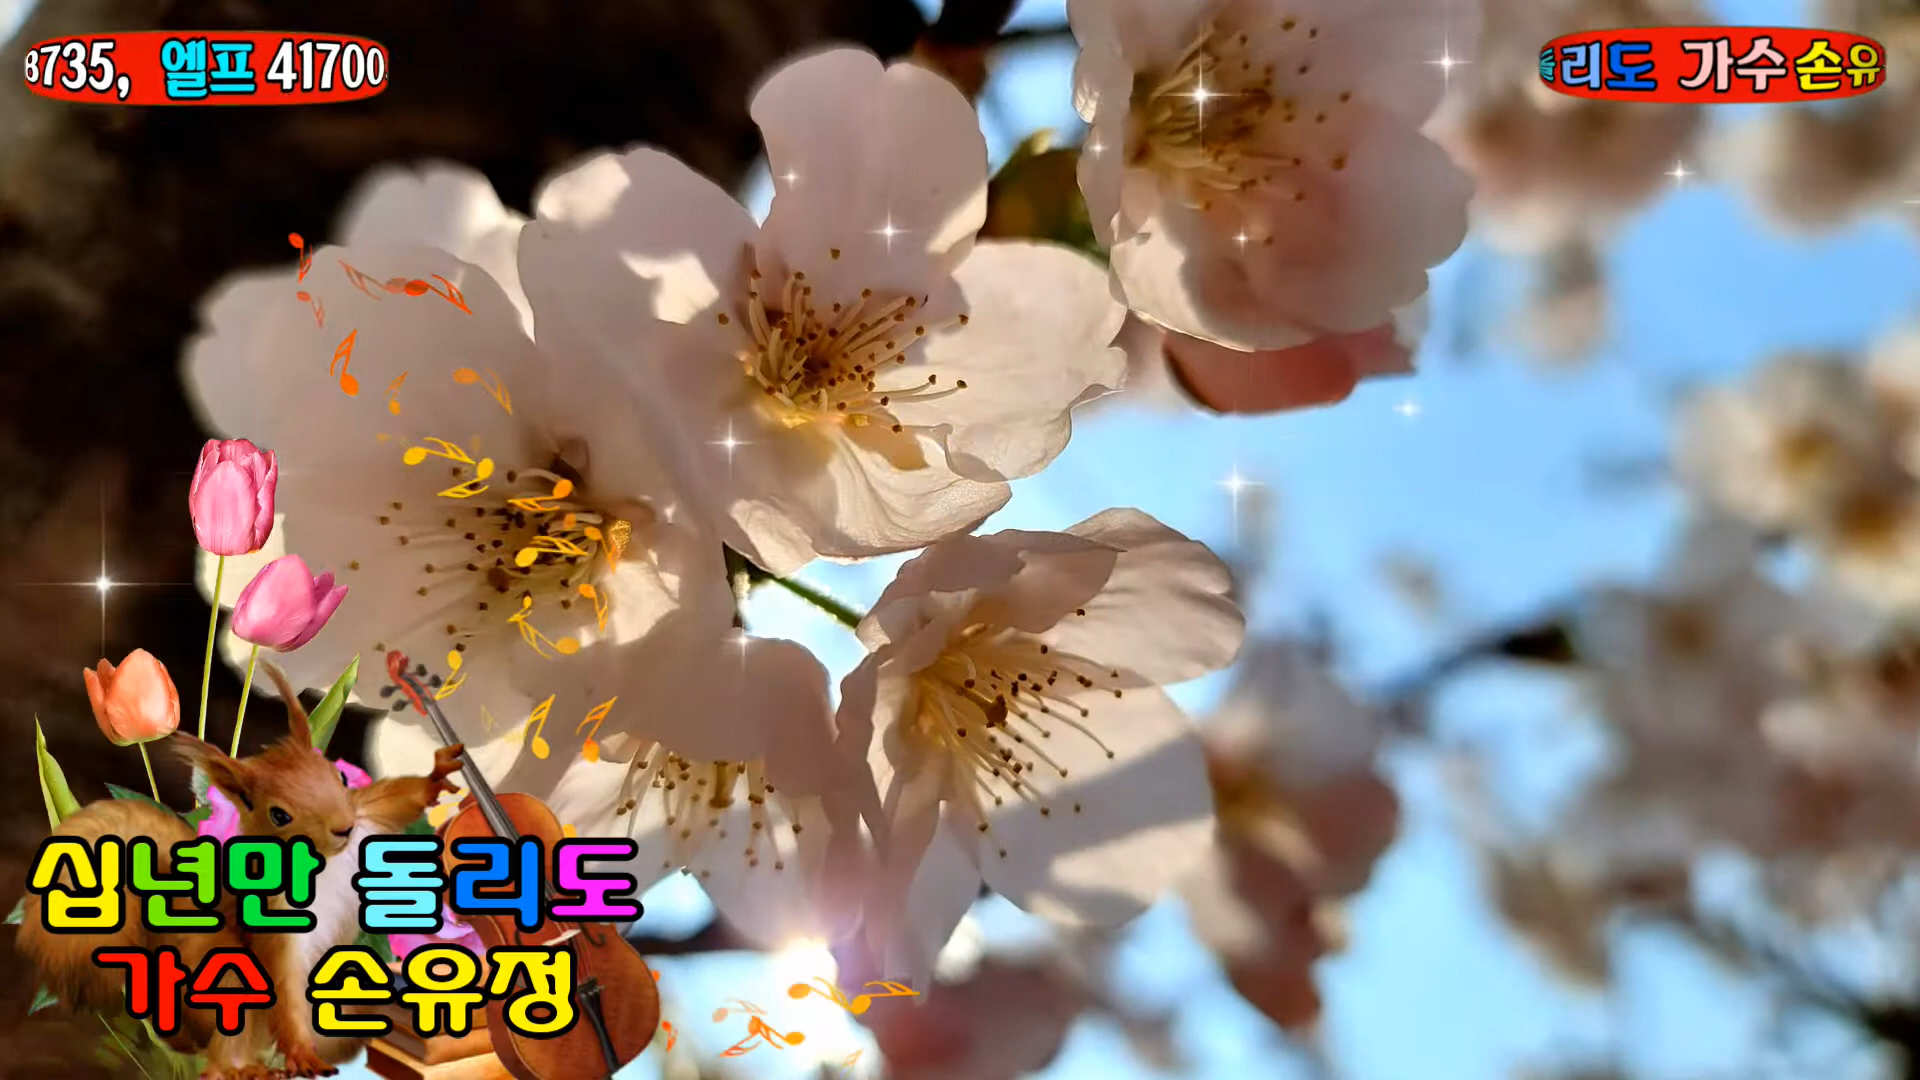 8735, 엘프 41700
리도 가수 손유
십년만 돌리도
가수 손유정